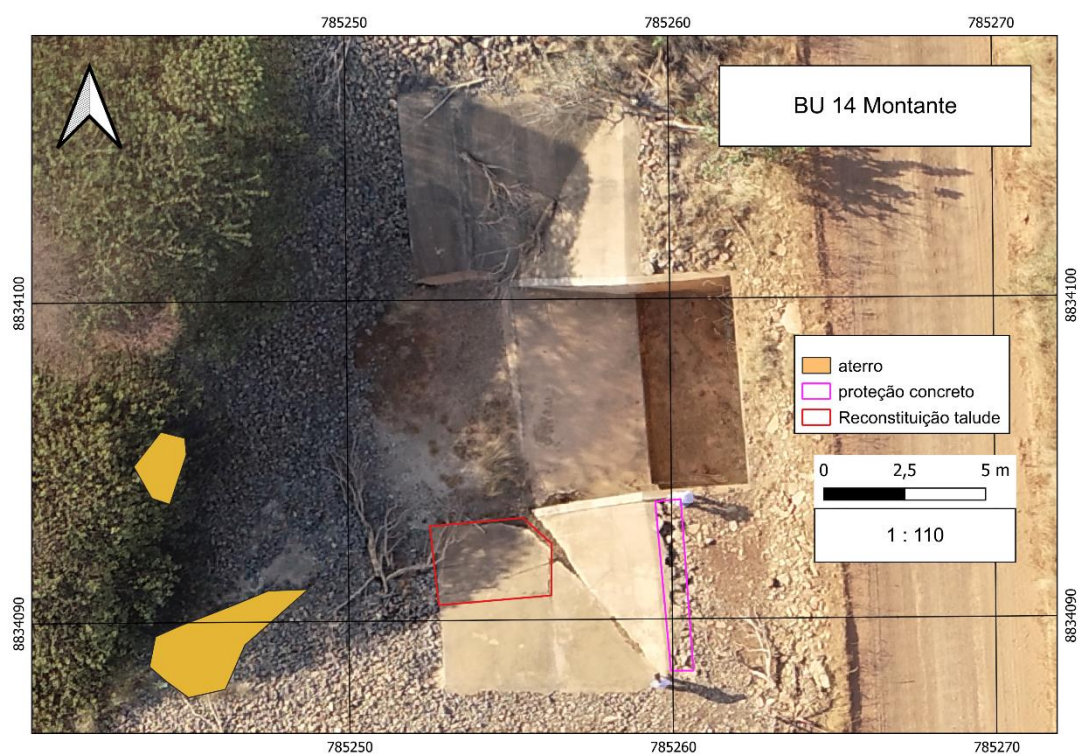 785250
785260
785270
BU 14 Montante
8834100
8834100
aterro
proteção concreto
Reconstituição talude
0
2,5
5 m
1 : 110
8834090
8834090
785250
785260
785270